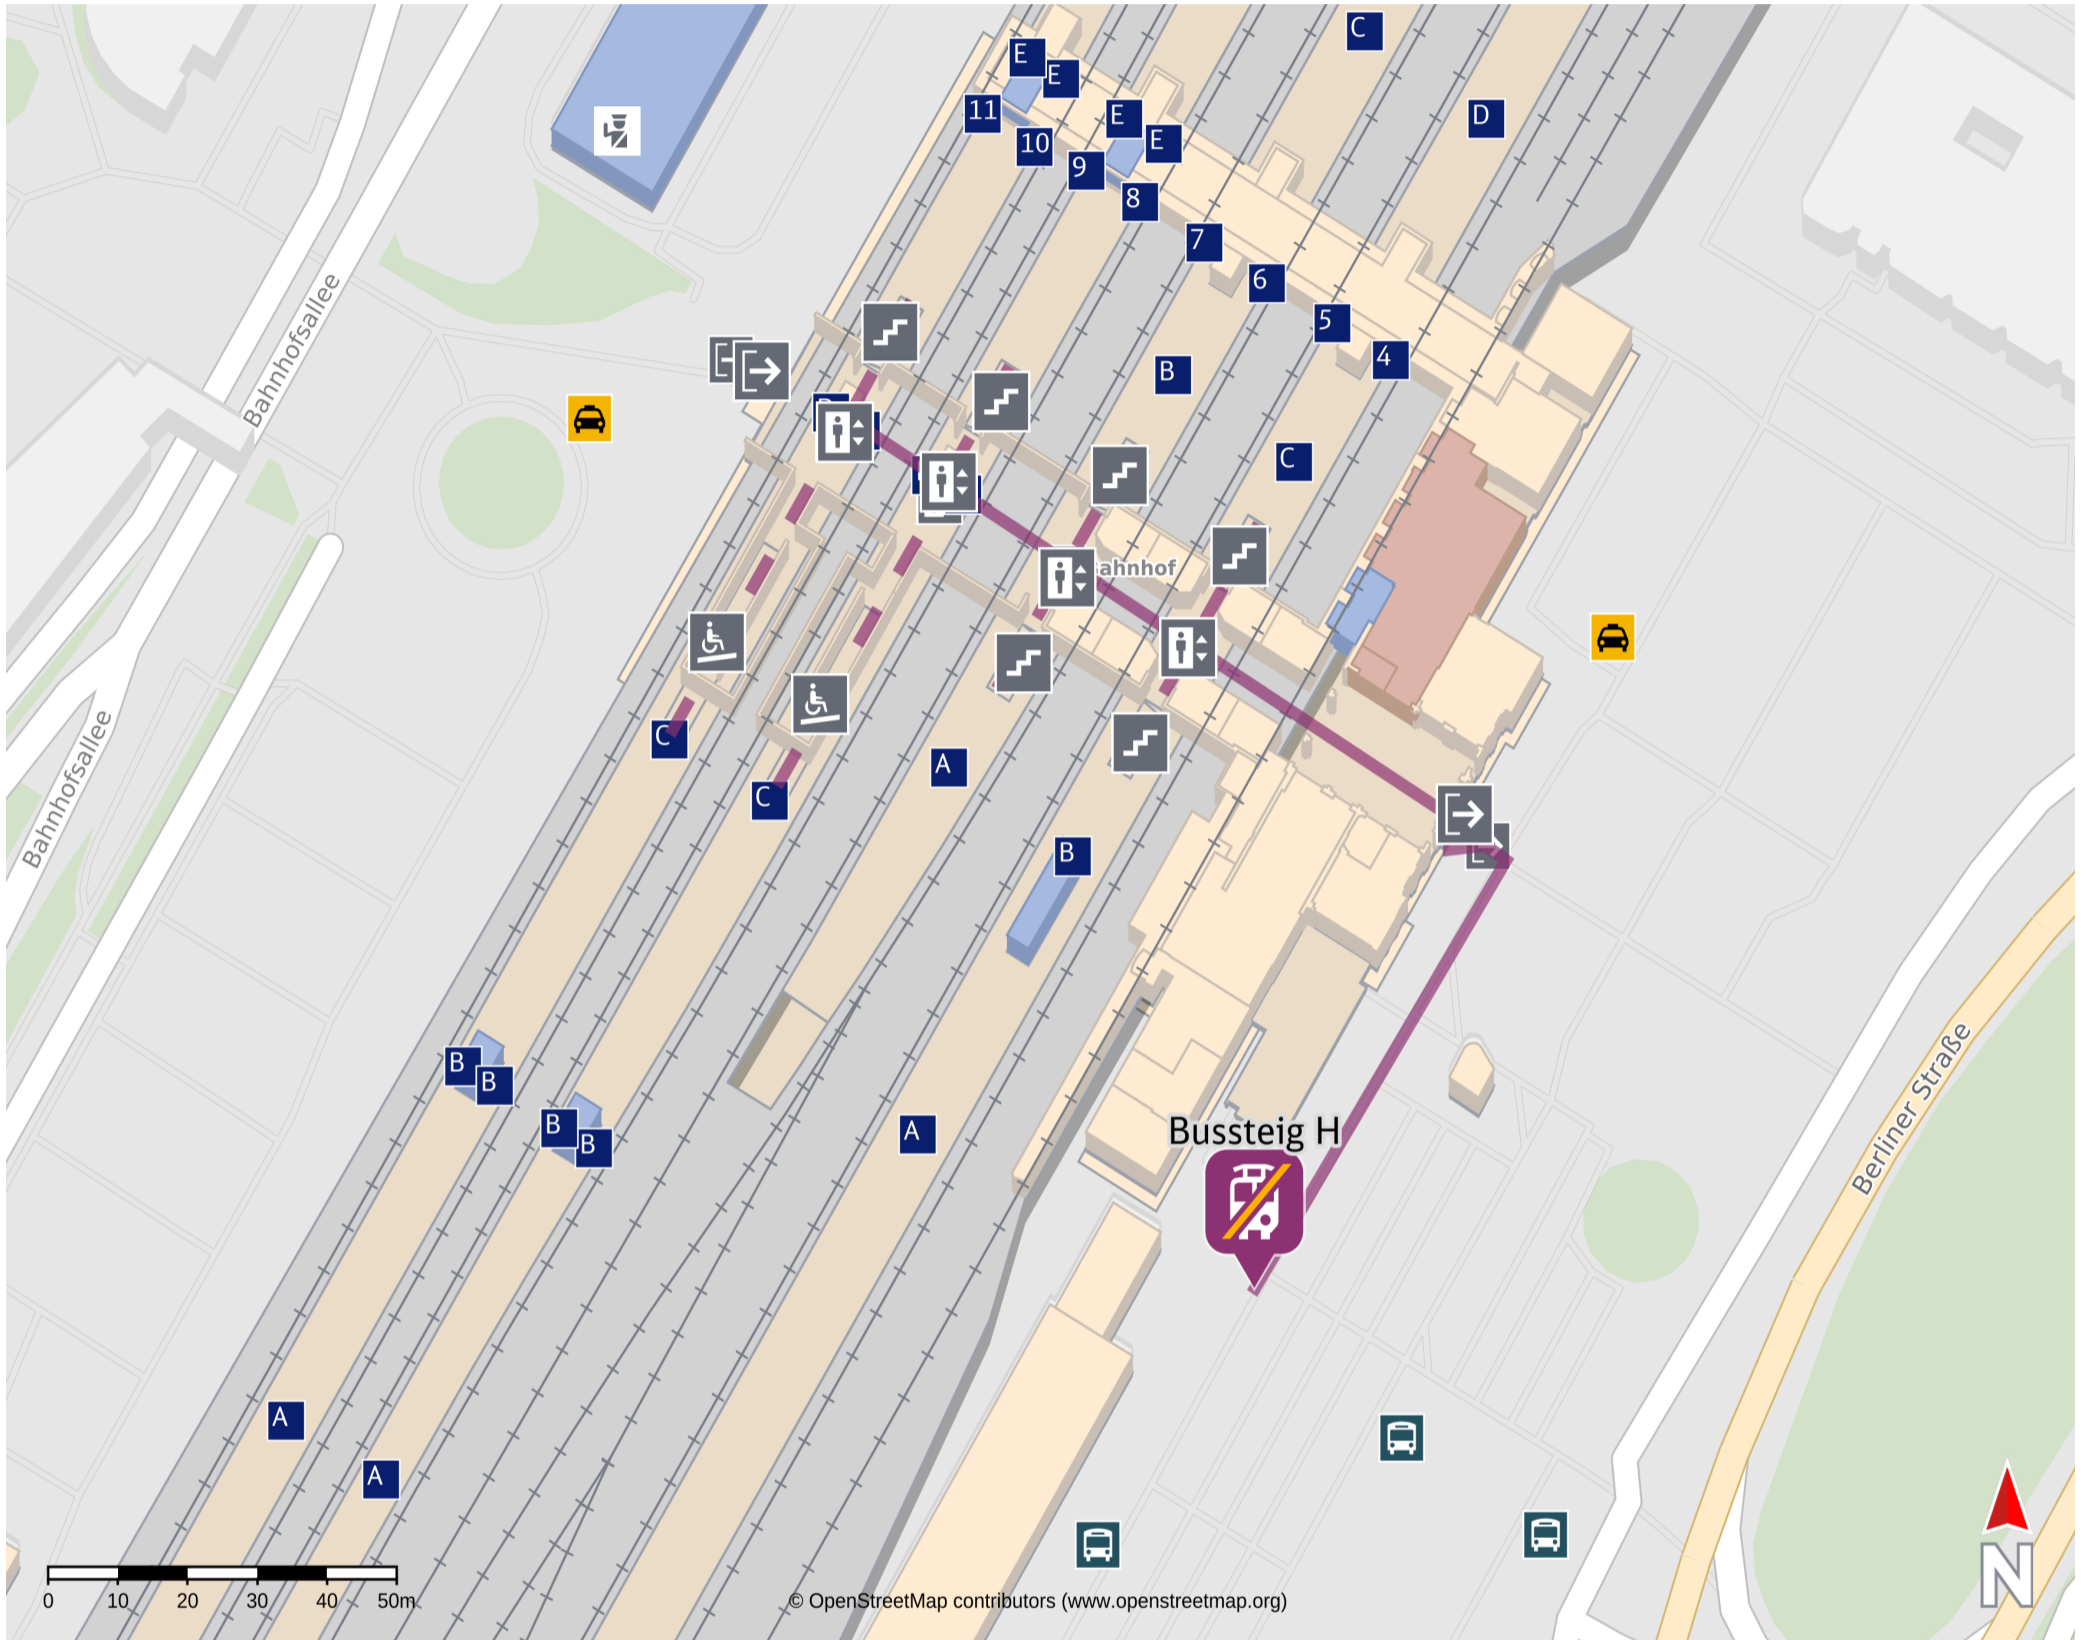 C
E
E
11
E
D
10
E
9
8
7
6
5
4
Bahnhofsallee
B
C
ahnhof
C
A
C
Bahnhofsallee
B
B
B
B
B
A
Bussteig H
Berliner Straße
A
A
N
0 10 20 30 40 50m
© OpenStreetMap contributors (www.openstreetmap.org)